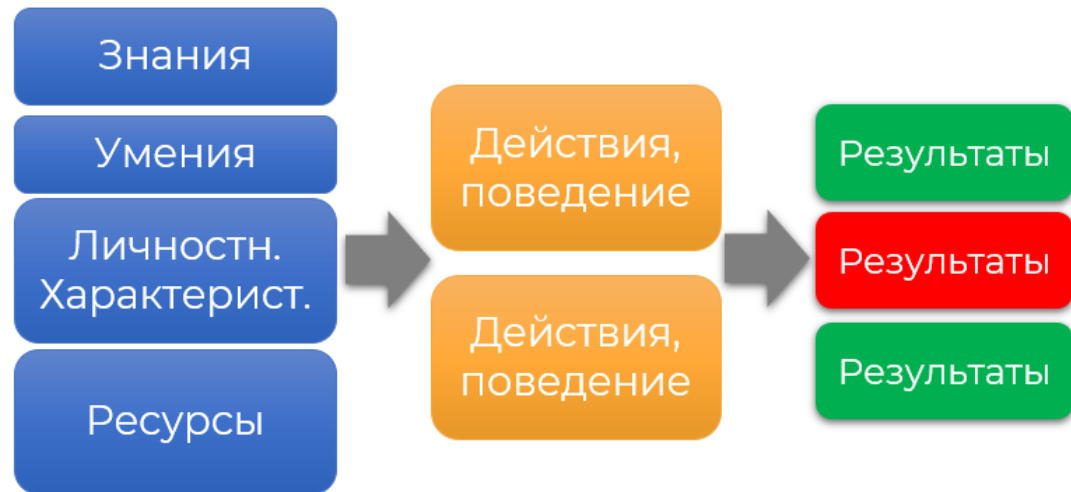 Знания
Умения
Личностн.
Характерист.
Ресурсы
Действия,
поведение
Действия,
поведение
Результаты
Результаты
Результаты